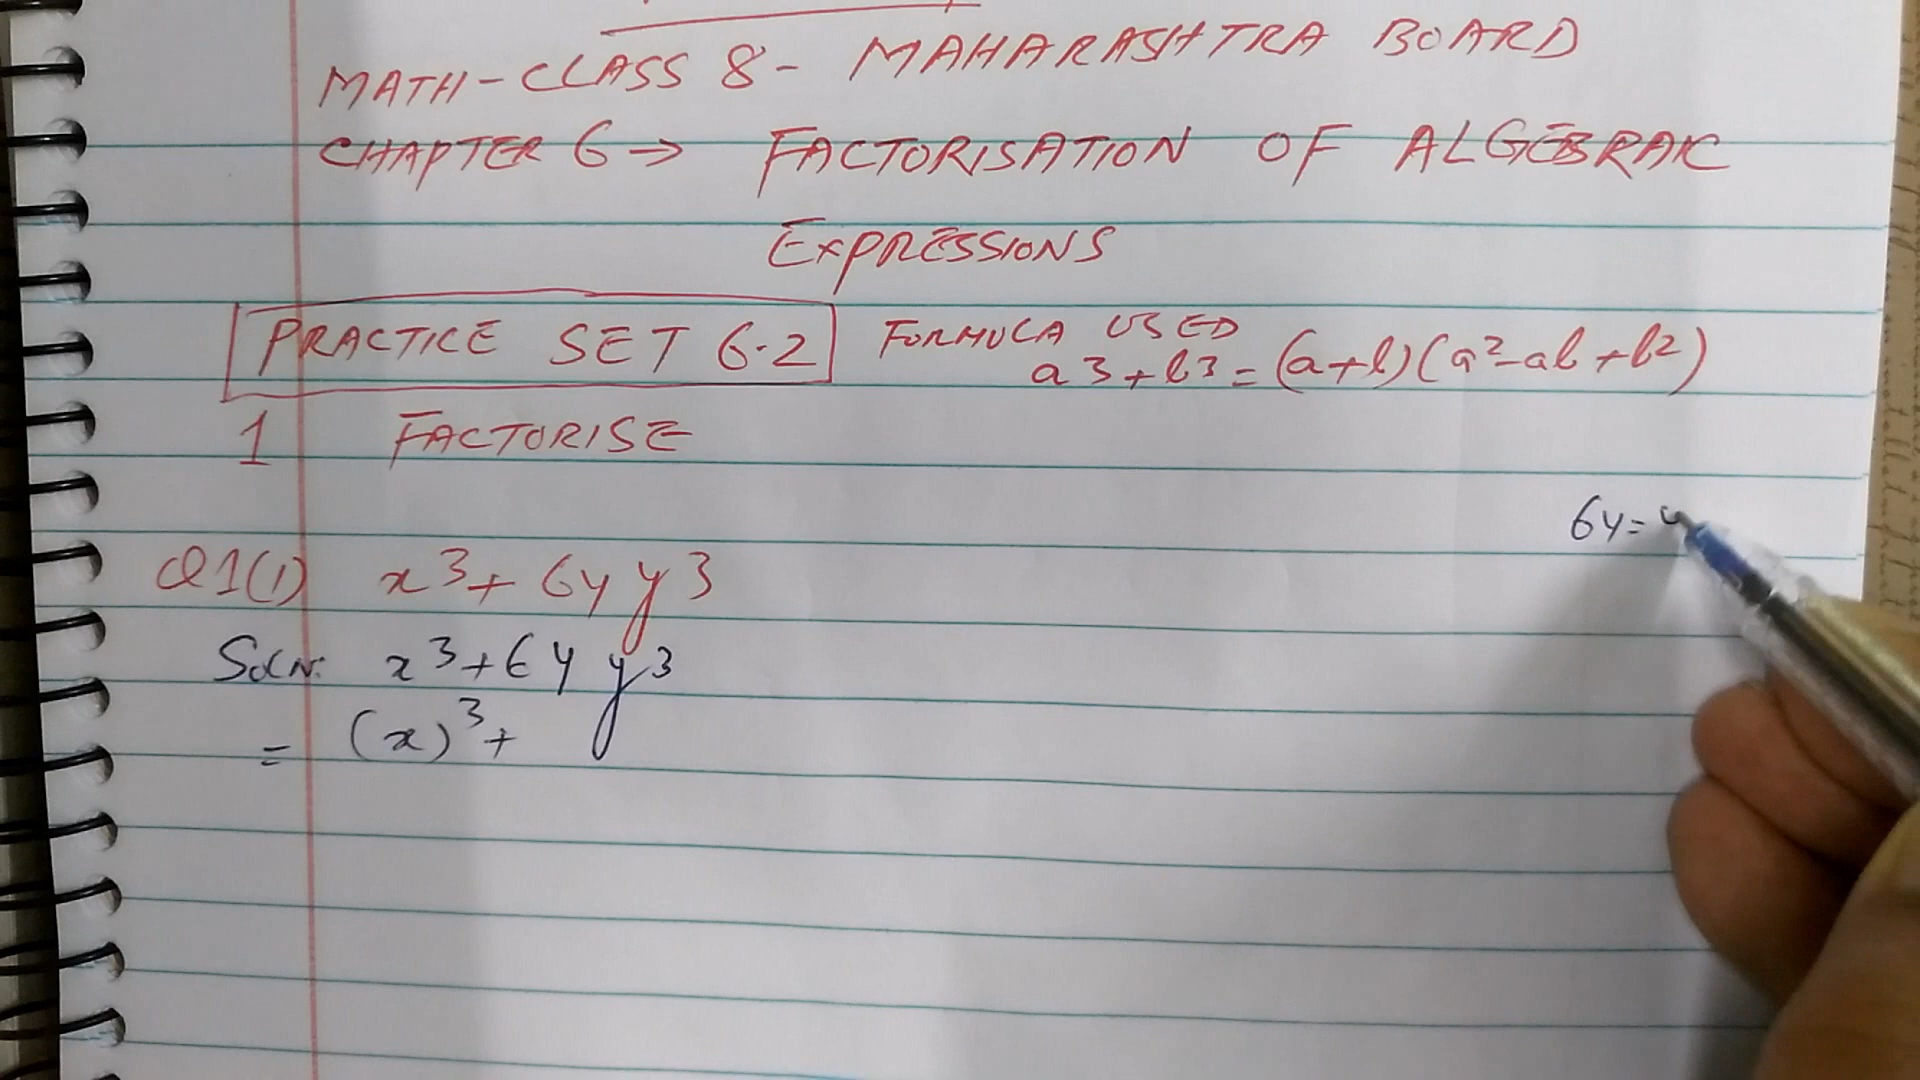 MATH-CLASS 8- MAHARASHTRA BOARD
CHAPTER 6→ FACTORISATION OF ALGEBRAIC
EXPRESSIONS
PRACTICE SET 6.2 FORMULA USED
a³+b³=(a+b)(a²-ab+b²)
1 FACTORISE
64=4
Q1(1) x³+64y³
Soln: x³+64y³
= (x)³+